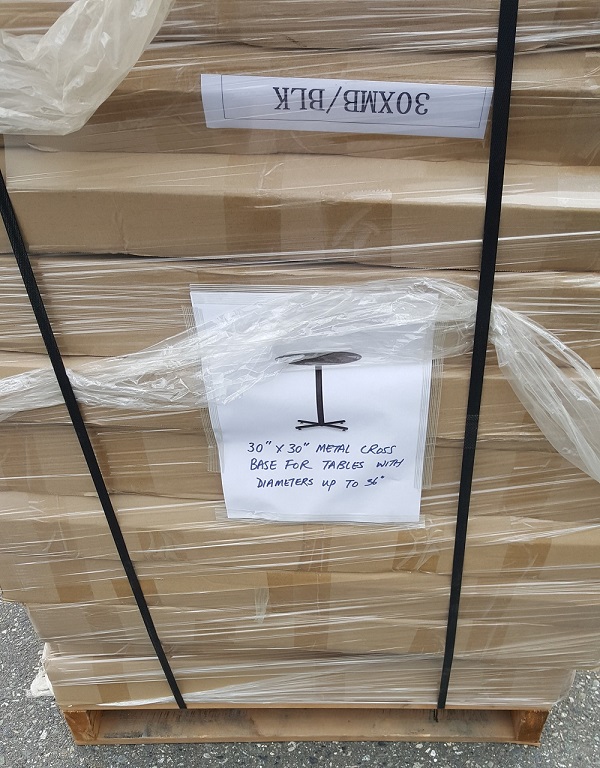 30XMB/BLK
30" X 30" METAL CROSS
BASE FOR TABLES WITH
DIAMETERS UP TO 36"